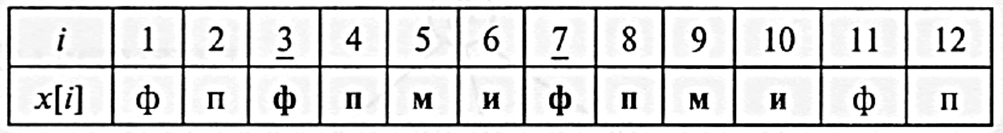 i 1 2 3 4 5 6 7 8 9 10 11 12
x[i] ф п ф п м и ф п м и ф п